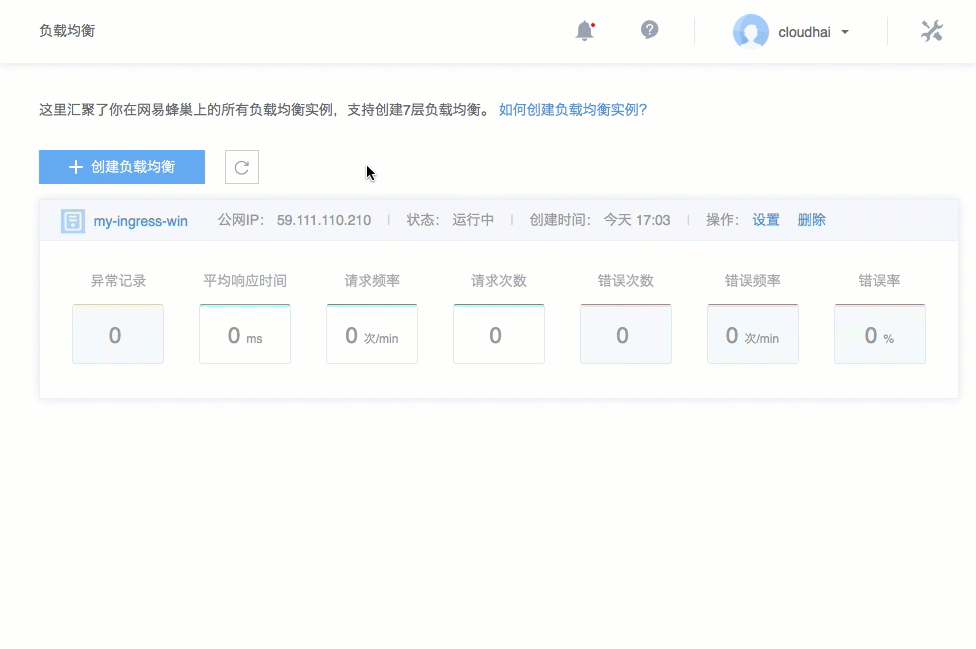 负载均衡
cloudhai
这里汇聚了你在网易蜂巢上的所有负载均衡实例，支持创建7层负载均衡。 如何创建负载均衡实例?
创建负载均衡
my-ingress-win 公网IP： 59.111.110.210 状态： 运行中 创建时间： 今天 17:03 操作： 设置 删除
异常记录 平均响应时间 请求频率 请求次数 错误次数 错误频率 错误率
0 0 ms 0 次/min 0 0 0 次/min 0 %